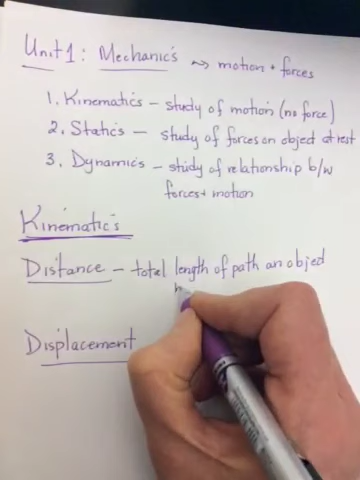 Unit 1: Mechanics ⤳ motion + forces
1. Kinematics - study of motion (no force)
2. Statics - study of forces on object at rest
3. Dynamics - study of relationship b/w
forces + motion
Kinematics
Distance - total length of path an object
Displacement